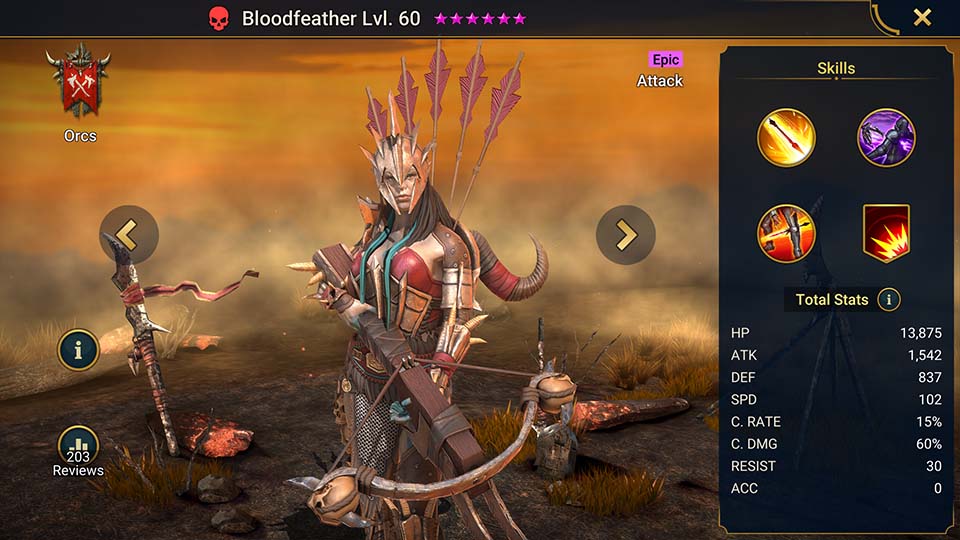 Bloodfeather Lvl. 60
Orcs
Epic
Attack
Skills
Total Stats i
HP 13,875
ATK 1,542
DEF 837
SPD 102
C. RATE 15%
C. DMG 60%
RESIST 30
ACC 0
i
203
Reviews